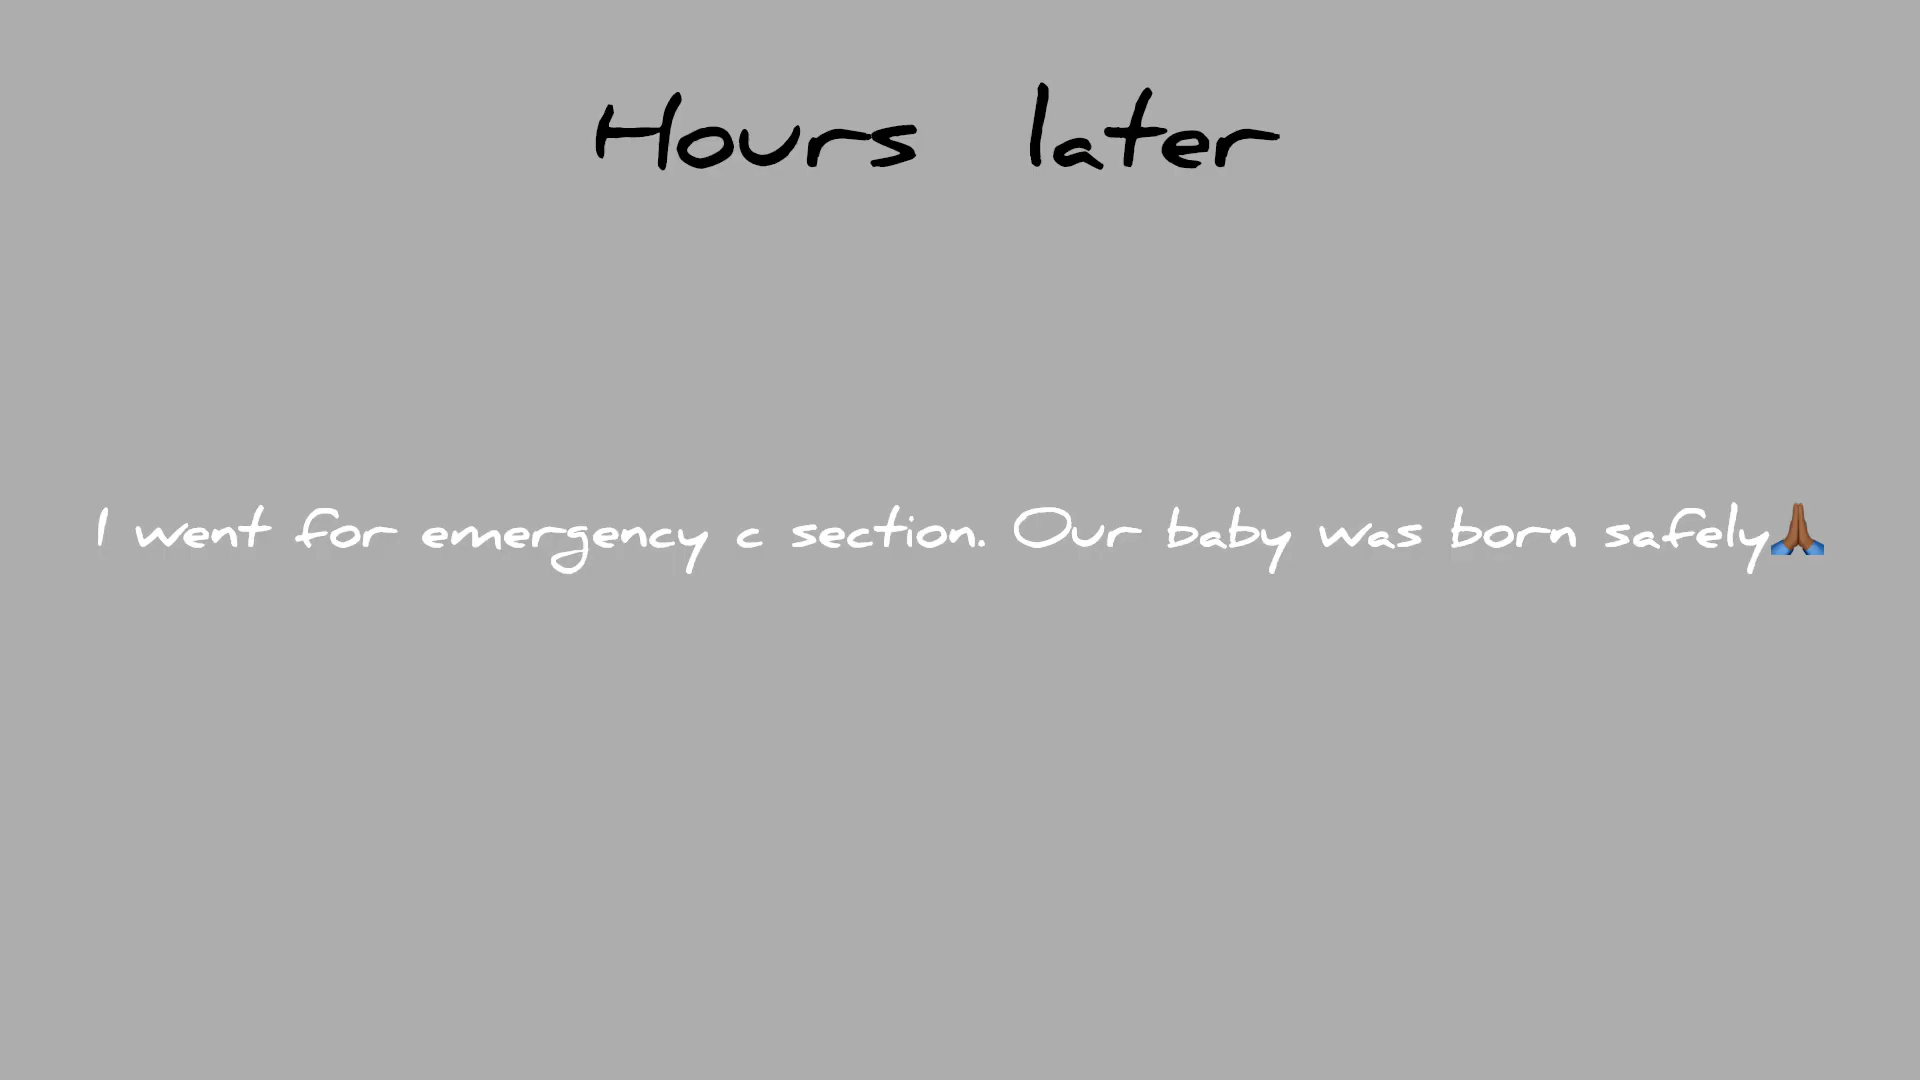 Hours later
I went for emergency c section. Our baby was born safely🙏🏾